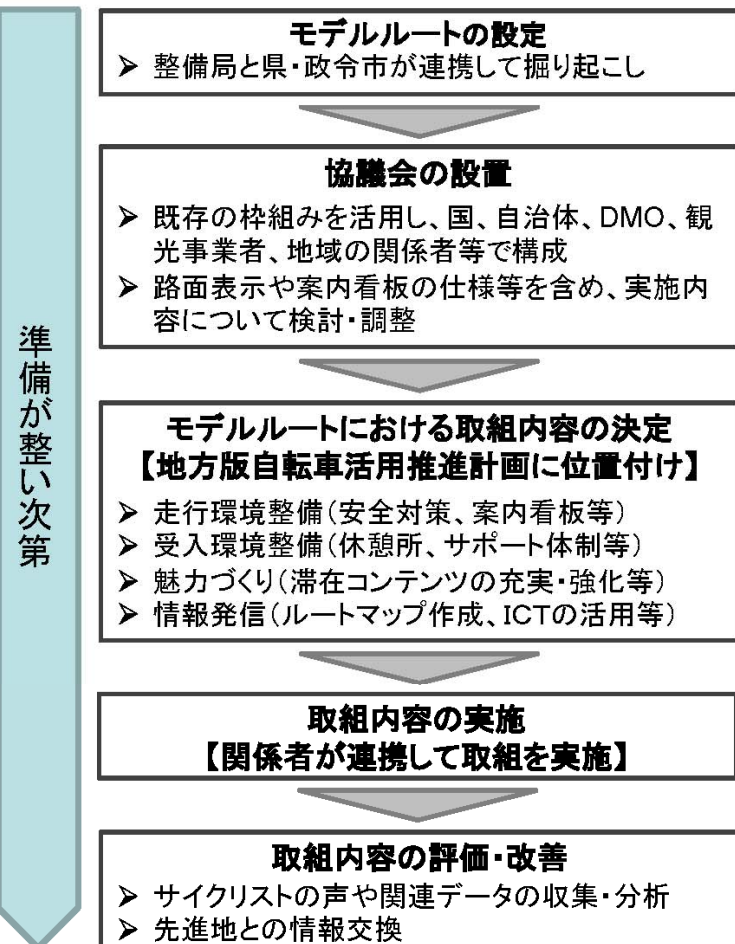 準備が整い次第
モデルルートの設定
➢ 整備局と県・政令市が連携して掘り起こし
協議会の設置
➢ 既存の枠組みを活用し、国、自治体、DMO、観
光事業者、地域の関係者等で構成
➢ 路面表示や案内看板の仕様等を含め、実施内
容について検討・調整
モデルルートにおける取組内容の決定
【地方版自転車活用推進計画に位置付け】
➢ 走行環境整備(安全対策、案内看板等)
➢ 受入環境整備(休憩所、サポート体制等)
➢ 魅力づくり(滞在コンテンツの充実・強化等)
➢ 情報発信(ルートマップ作成、ICTの活用等)
取組内容の実施
【関係者が連携して取組を実施】
取組内容の評価・改善
➢ サイクリストの声や関連データの収集・分析
➢ 先進地との情報交換